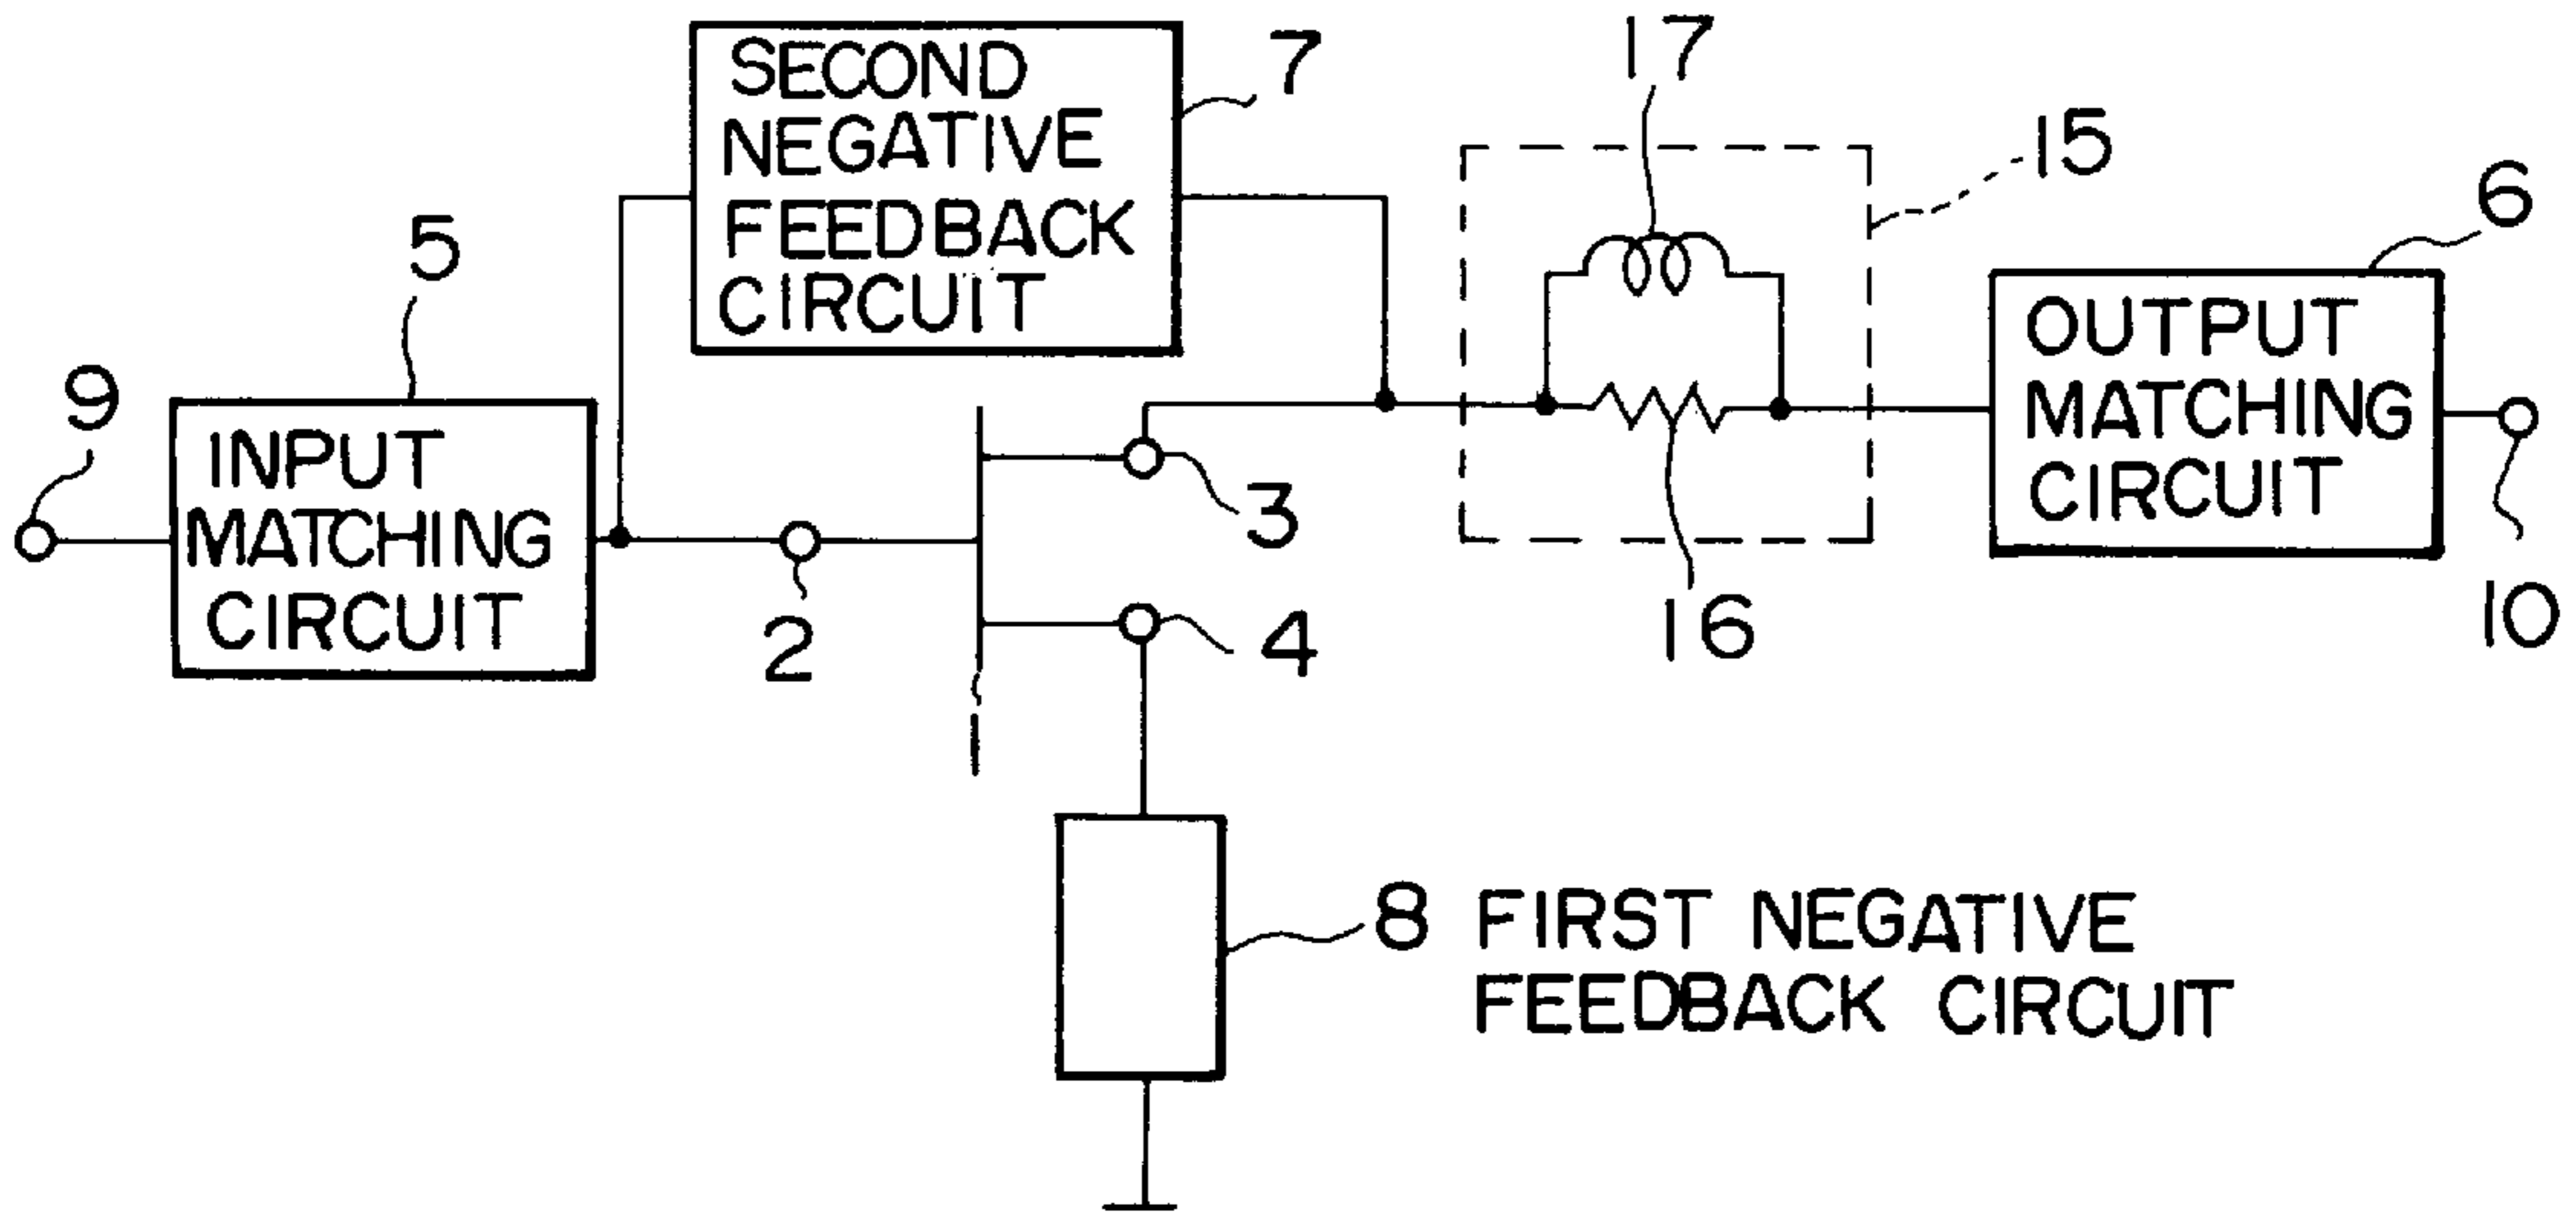 SECOND
NEGATIVE
FEEDBACK
CIRCUIT
7
17
15
6
5
9
INPUT
MATCHING
CIRCUIT
OUTPUT
MATCHING
CIRCUIT
2
3
4
16
10
1
8 FIRST NEGATIVE
FEEDBACK CIRCUIT